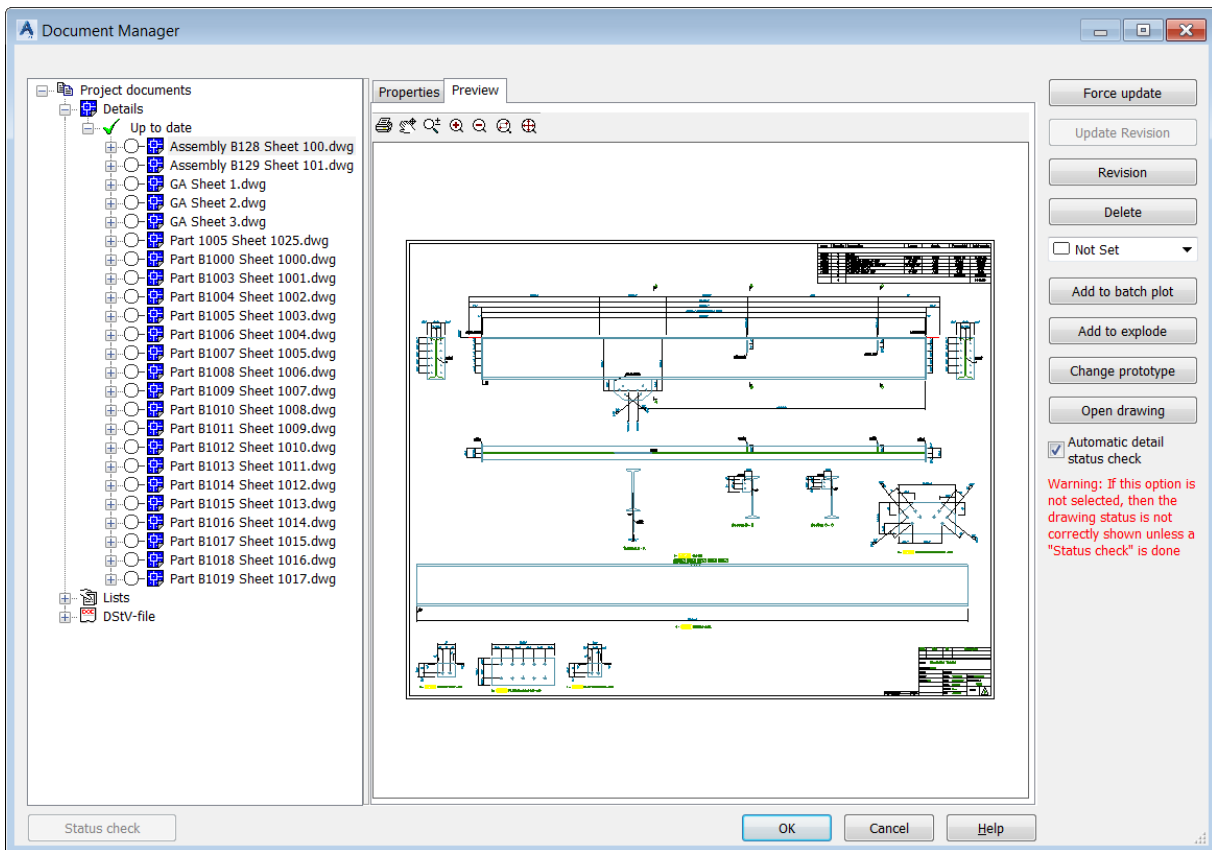 Document Manager
Project documents
Details
Up to date
Assembly B128 Sheet 100.dwg
Assembly B129 Sheet 101.dwg
GA Sheet 1.dwg
GA Sheet 2.dwg
GA Sheet 3.dwg
Part 1005 Sheet 1025.dwg
Part B1000 Sheet 1000.dwg
Part B1003 Sheet 1001.dwg
Part B1004 Sheet 1002.dwg
Part B1005 Sheet 1003.dwg
Part B1006 Sheet 1004.dwg
Part B1007 Sheet 1005.dwg
Part B1008 Sheet 1006.dwg
Part B1009 Sheet 1007.dwg
Part B1010 Sheet 1008.dwg
Part B1011 Sheet 1009.dwg
Part B1012 Sheet 1010.dwg
Part B1013 Sheet 1011.dwg
Part B1014 Sheet 1012.dwg
Part B1015 Sheet 1013.dwg
Part B1016 Sheet 1014.dwg
Part B1017 Sheet 1015.dwg
Part B1018 Sheet 1016.dwg
Part B1019 Sheet 1017.dwg
Lists
DStV-file
Properties
Preview
Force update
Update Revision
Revision
Delete
Not Set
Add to batch plot
Add to explode
Change prototype
Open drawing
Automatic detail
status check
Warning: If this option is
not selected, then the
drawing status is not
correctly shown unless a
"Status check" is done
Status check
OK
Cancel
Help